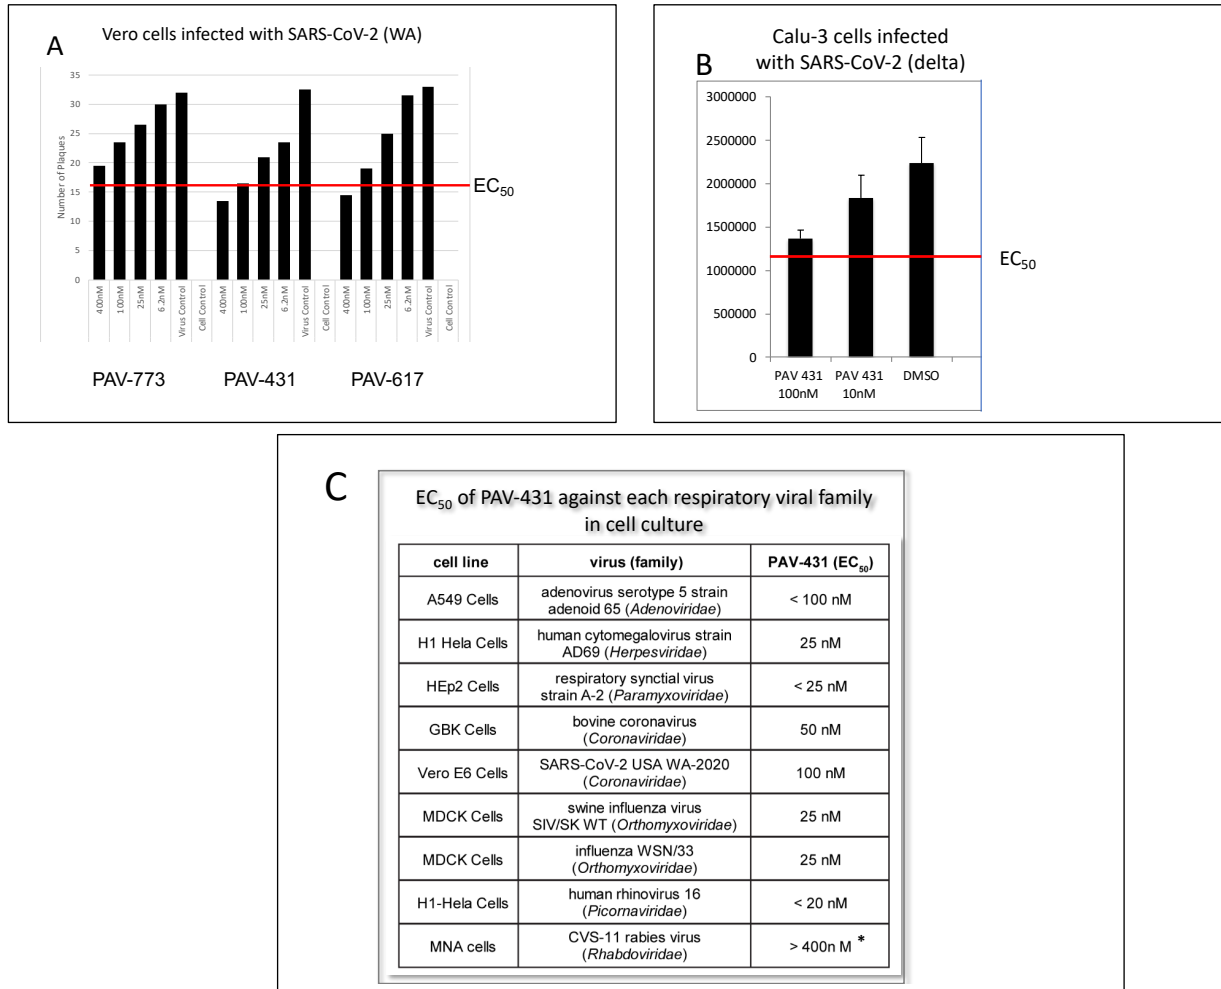 A
Vero cells infected with SARS-CoV-2 (WA)
Number of Plaques
35
30
25
20
15
10
5
0
EC50
400nM
100nM
25nM
6.2nM
Virus Control
Cell Control
400nM
100nM
25nM
6.2nM
Virus Control
Cell Control
400nM
100nM
25nM
6.2nM
Virus Control
Cell Control
PAV-773
PAV-431
PAV-617
B
Calu-3 cells infected
with SARS-CoV-2 (delta)
3000000
2500000
2000000
1500000
1000000
500000
0
EC50
PAV 431
100nM
PAV 431
10nM
DMSO
C
EC50 of PAV-431 against each respiratory viral family
in cell culture
cell line virus (family) PAV-431 (EC50)
A549 Cells adenovirus serotype 5 strain < 100 nM
adenoid 65 (Adenoviridae)
H1 Hela Cells human cytomegalovirus strain 25 nM
AD69 (Herpesviridae)
HEp2 Cells respiratory synctial virus < 25 nM
strain A-2 (Paramyxoviridae)
GBK Cells bovine coronavirus 50 nM
(Coronaviridae)
Vero E6 Cells SARS-CoV-2 USA WA-2020 100 nM
(Coronaviridae)
MDCK Cells swine influenza virus 25 nM
SIV/SK WT (Orthomyxoviridae)
MDCK Cells influenza WSN/33 25 nM
(Orthomyxoviridae)
H1-Hela Cells human rhinovirus 16 < 20 nM
(Picornaviridae)
MNA cells CVS-11 rabies virus > 400n M *
(Rhabdoviridae)